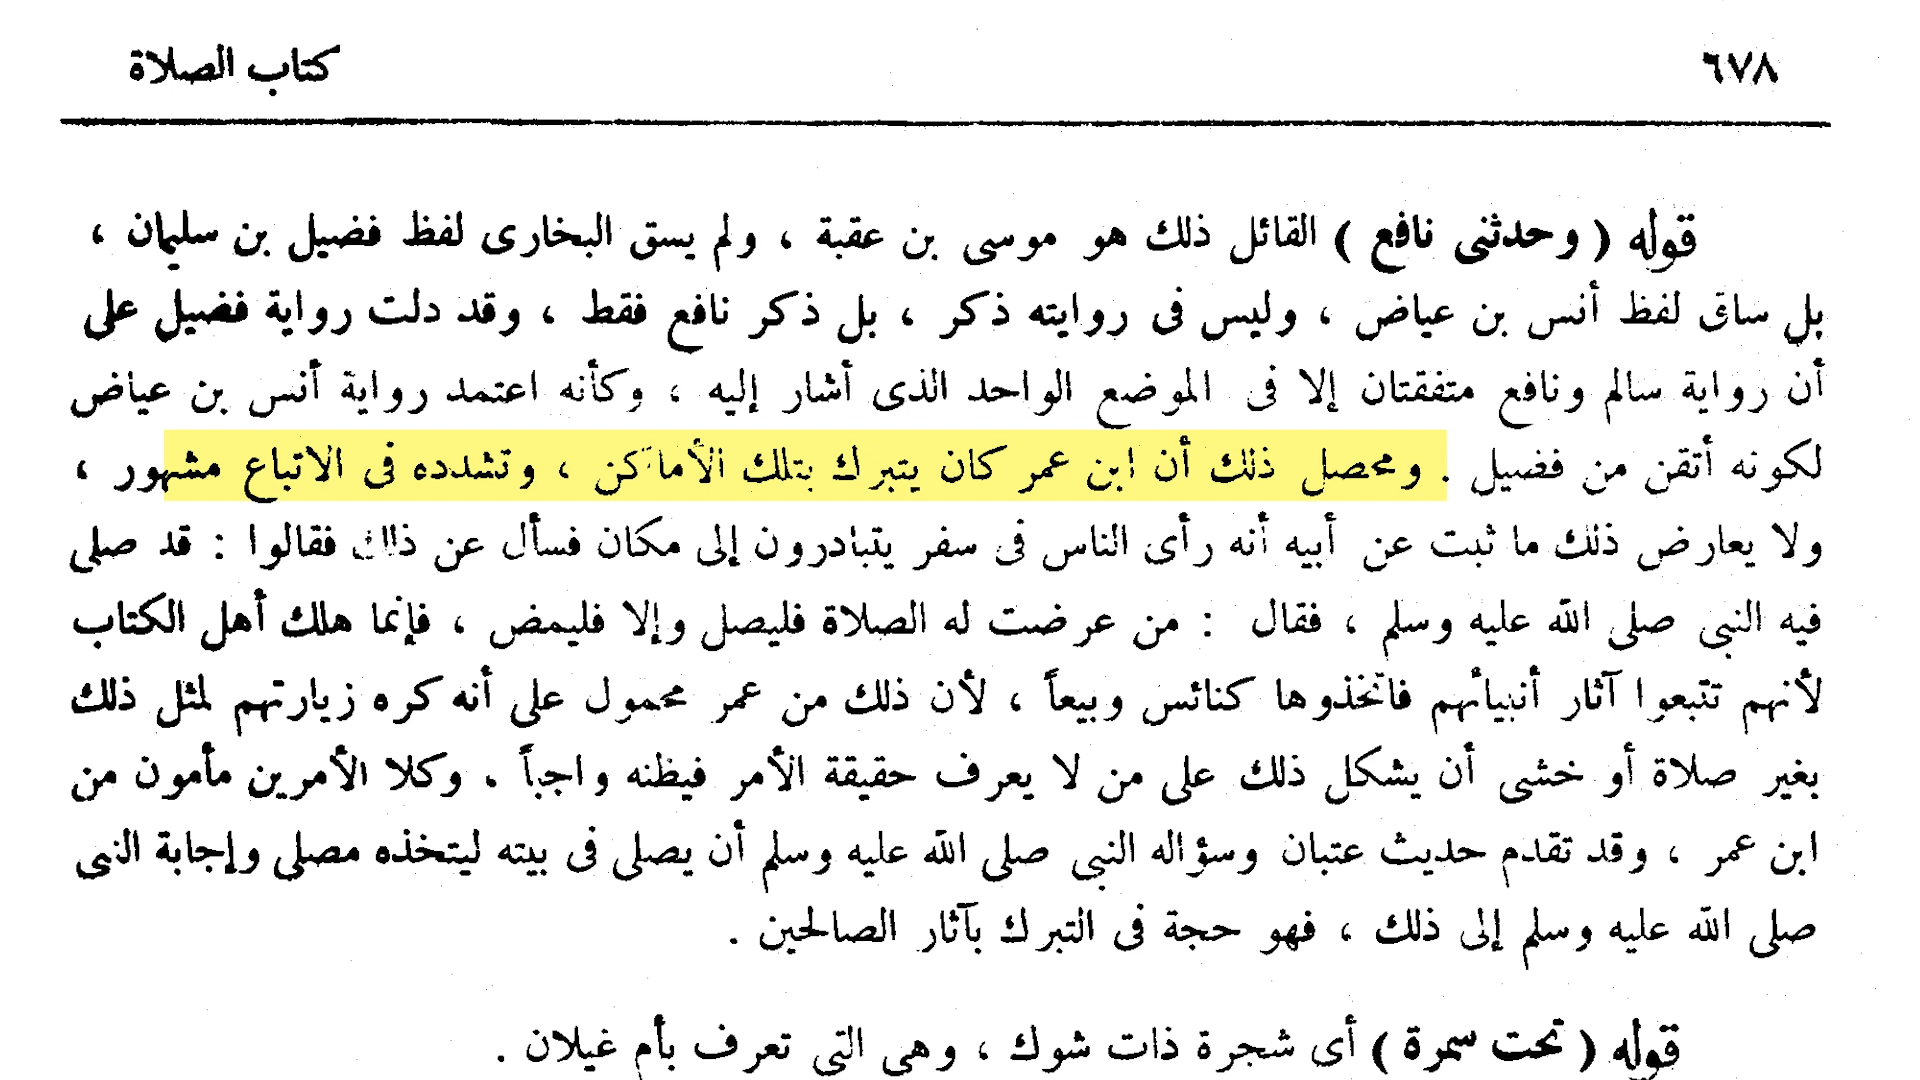 ٦٧٨ كتاب الصلاة
قوله ( وحدثنى نافع ) القائل ذلك هو موسى بن عقبة ، ولم يسق البخارى لفظ فضيل بن سليمان ،
بل ساق لفظ أنس بن عياض ، وليس فى روايته ذكر ، بل ذكر نافع فقط ، وقد دلت رواية فضيل على
أن رواية سالم ونافع متفقتان إلا فى الموضع الواحد الذى أشار إليه ، وكأنه اعتمد رواية أنس بن عياض
لكونه أتقن من فضيل . ومحصل ذلك أن ابن عمر كان يتبرك بتلك الأماكن ، وتشدده فى الاتباع مشهور ،
ولا يعارض ذلك ما ثبت عن أبيه أنه رأى الناس فى سفر يتبادرون إلى مكان فسأل عن ذلك فقالوا : قد صلى
فيه النبى صلى الله عليه وسلم ، فقال : من عرضت له الصلاة فليصل وإلا فليمض ، فإنما هلك أهل الكتاب
لأنهم تتبعوا آثار أنبيائهم فاتخذوها كنائس وبيعاً ، لأن ذلك من عمر محمول على أنه كره زيارتهم لمثل ذلك
بغير صلاة أو خشى أن يشكل ذلك على من لا يعرف حقيقة الأمر فيظنه واجباً . وكلا الأمرين مأمون من
ابن عمر ، وقد تقدم حديث عتبان وسؤاله النبى صلى الله عليه وسلم أن يصلى فى بيته ليتخذه مصلى وإجابة النبى
صلى الله عليه وسلم إلى ذلك ، فهو حجة فى التبرك بآثار الصالحين .
قوله ( تحت سمرة ) أى شجرة ذات شوك ، وهى التى تعرف بأم غيلان .